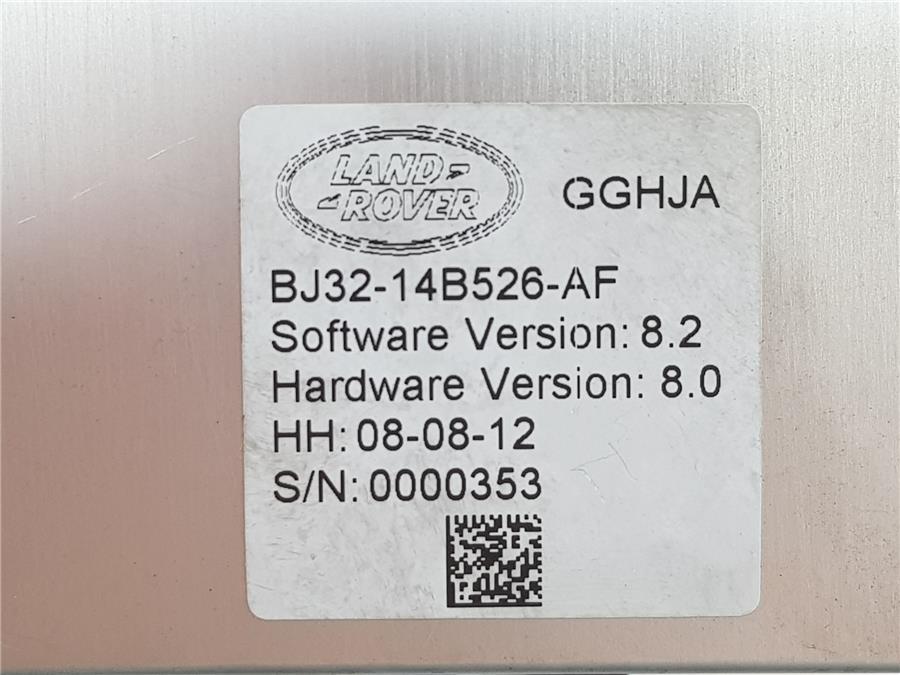 LAND
ROVER
GGHJA
BJ32-14B526-AF
Software Version: 8.2
Hardware Version: 8.0
HH: 08-08-12
S/N: 0000353